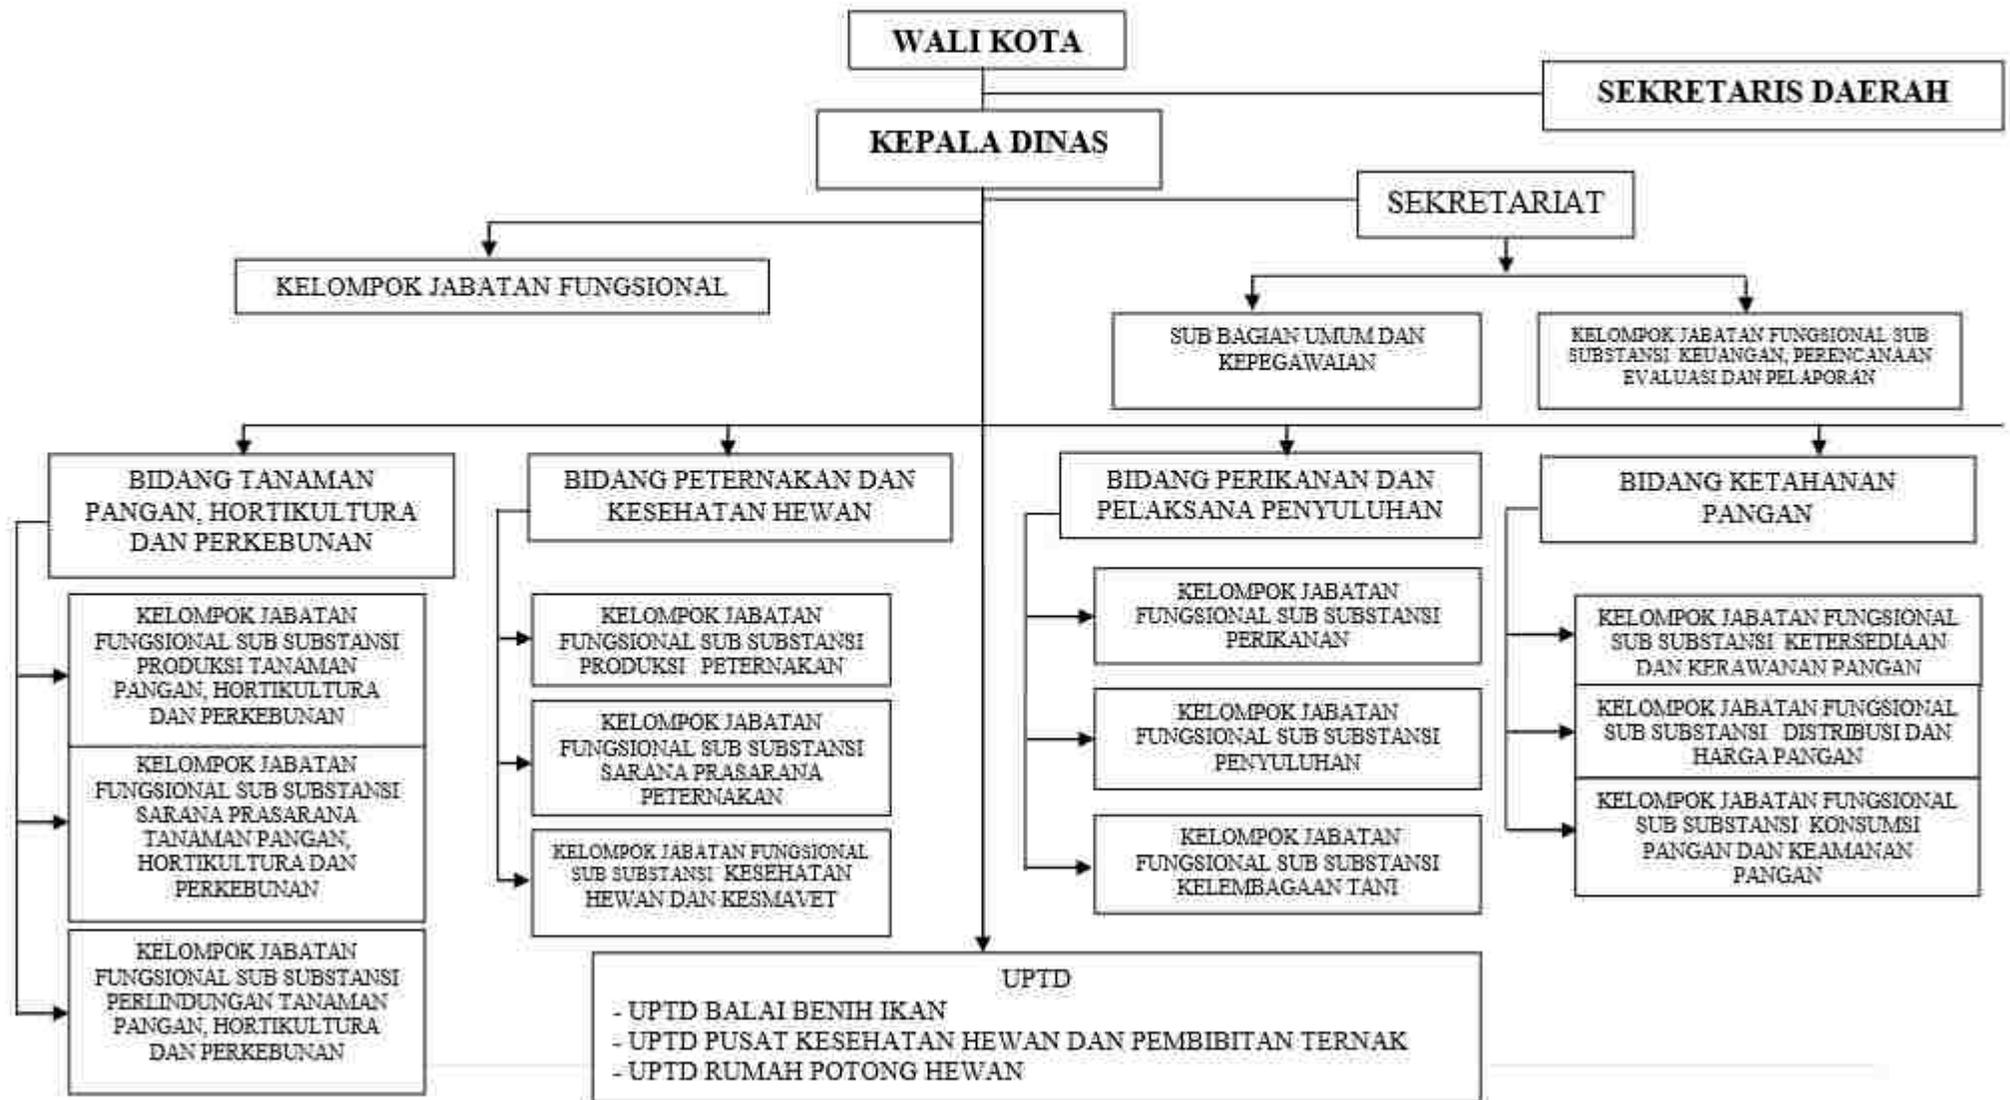 WALI KOTA
SEKRETARIS DAERAH
KEPALA DINAS
SEKRETARIAT
KELOMPOK JABATAN FUNGSIONAL
SUB BAGIAN UMUM DAN
KEPEGAWAIAN
KELOMPOK JABATAN FUNGSIONAL SUB
SUBSTANSI KEUANGAN, PERENCANAAN
EVALUASI DAN PELAPORAN
BIDANG TANAMAN
PANGAN, HORTIKULTURA
DAN PERKEBUNAN
KELOMPOK JABATAN
FUNGSIONAL SUB SUBSTANSI
PRODUKSI TANAMAN
PANGAN, HORTIKULTURA
DAN PERKEBUNAN
KELOMPOK JABATAN
FUNGSIONAL SUB SUBSTANSI
SARANA PRASARANA
TANAMAN PANGAN,
HORTIKULTURA DAN
PERKEBUNAN
KELOMPOK JABATAN
FUNGSIONAL SUB SUBSTANSI
PERLINDUNGAN TANAMAN
PANGAN, HORTIKULTURA
DAN PERKEBUNAN
BIDANG PETERNAKAN DAN
KESEHATAN HEWAN
KELOMPOK JABATAN
FUNGSIONAL SUB SUBSTANSI
PRODUKSI PETERNAKAN
KELOMPOK JABATAN
FUNGSIONAL SUB SUBSTANSI
SARANA PRASARANA
PETERNAKAN
KELOMPOK JABATAN FUNGSIONAL
SUB SUBSTANSI KESEHATAN
HEWAN DAN KESMAVET
BIDANG PERIKANAN DAN
PELAKSANA PENYULUHAN
KELOMPOK JABATAN
FUNGSIONAL SUB SUBSTANSI
PERIKANAN
KELOMPOK JABATAN
FUNGSIONAL SUB SUBSTANSI
PENYULUHAN
KELOMPOK JABATAN
FUNGSIONAL SUB SUBSTANSI
KELEMBAGAAN TANI
BIDANG KETAHANAN
PANGAN
KELOMPOK JABATAN FUNGSIONAL
SUB SUBSTANSI KETERSEDIAAN
DAN KERAWANAN PANGAN
KELOMPOK JABATAN FUNGSIONAL
SUB SUBSTANSI DISTRIBUSI DAN
HARGA PANGAN
KELOMPOK JABATAN FUNGSIONAL
SUB SUBSTANSI KONSUMSI
PANGAN DAN KEAMANAN
PANGAN
UPTD
- UPTD BALAI BENIH IKAN
- UPTD PUSAT KESEHATAN HEWAN DAN PEMBIBITAN TERNAK
- UPTD RUMAH POTONG HEWAN